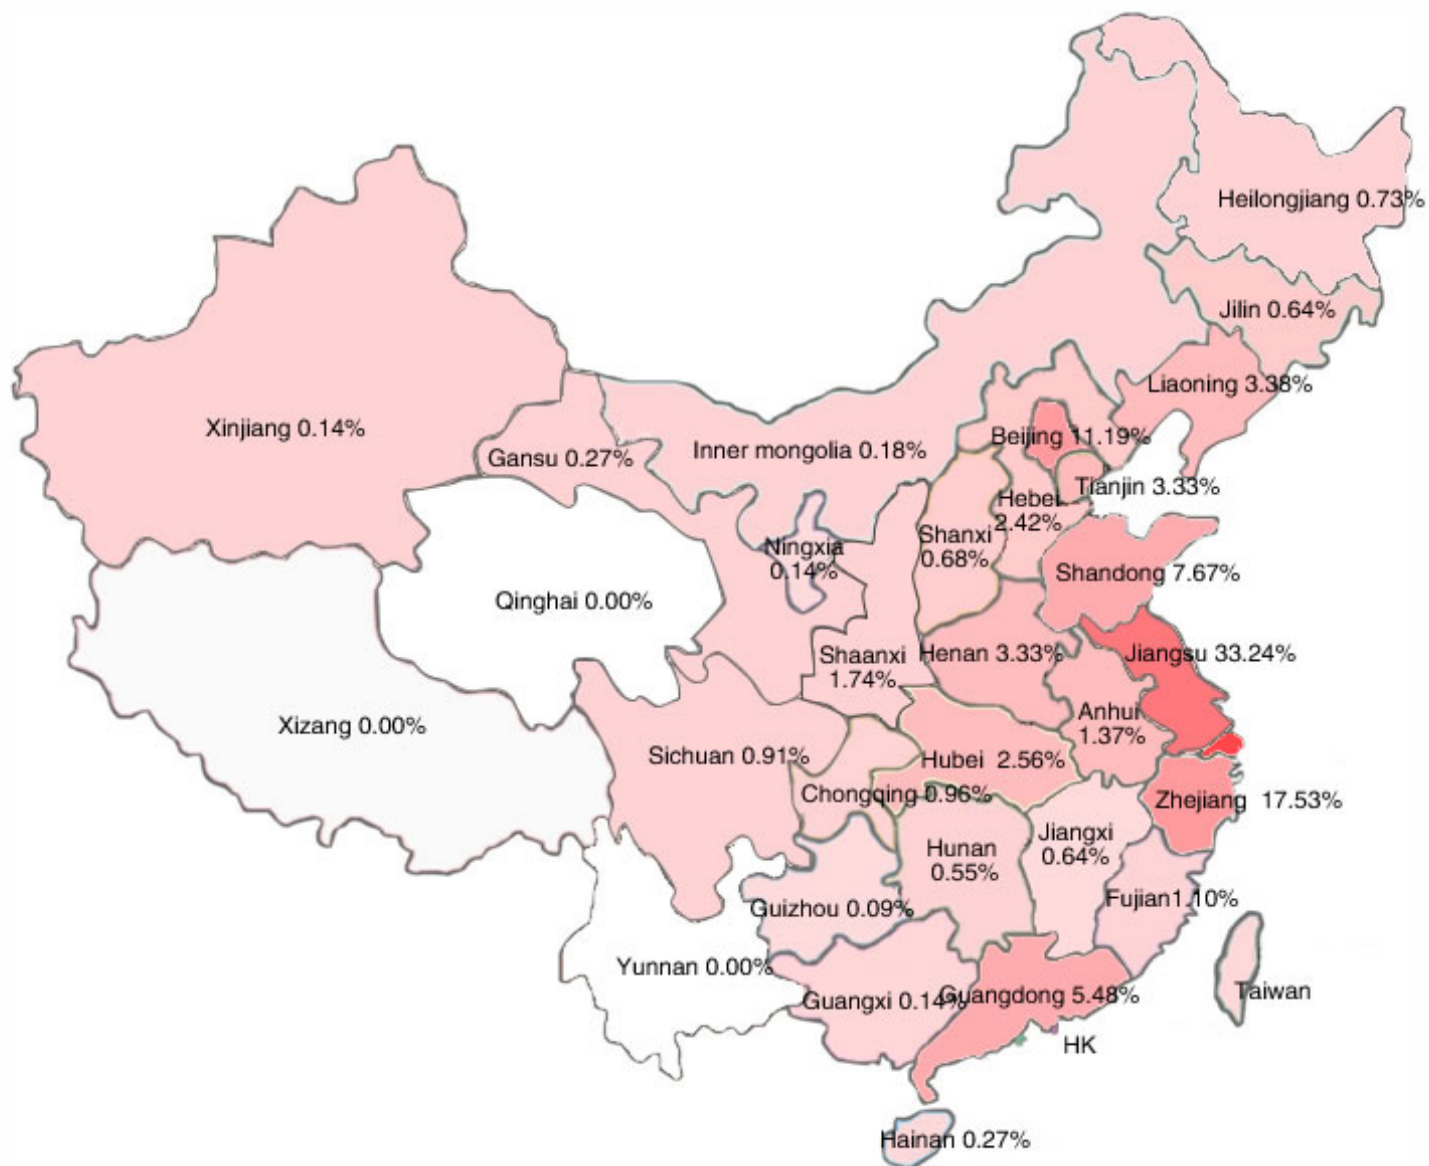 Heilongjiang 0.73%
Jilin 0.64%
Liaoning 3.38%
Xinjiang 0.14%
Beijing 11.19%
Inner mongolia 0.18%
Gansu 0.27%
Tianjin 3.33%
Hebei
2.42%
Shanxi
0.68%
Ningxia
0.14%
Shandong 7.67%
Qinghai 0.00%
Shaanxi
1.74%
Henan 3.33%
Jiangsu 33.24%
Anhui
1.37%
Xizang 0.00%
Sichuan 0.91%
Hubei 2.56%
Chongqing 0.96%
Zhejiang 17.53%
Jiangxi
0.64%
Hunan
0.55%
Fujian1.10%
Guizhou 0.09%
Yunnan 0.00%
Guangxi 0.14%
Guangdong 5.48%
Taiwan
HK
Hainan 0.27%